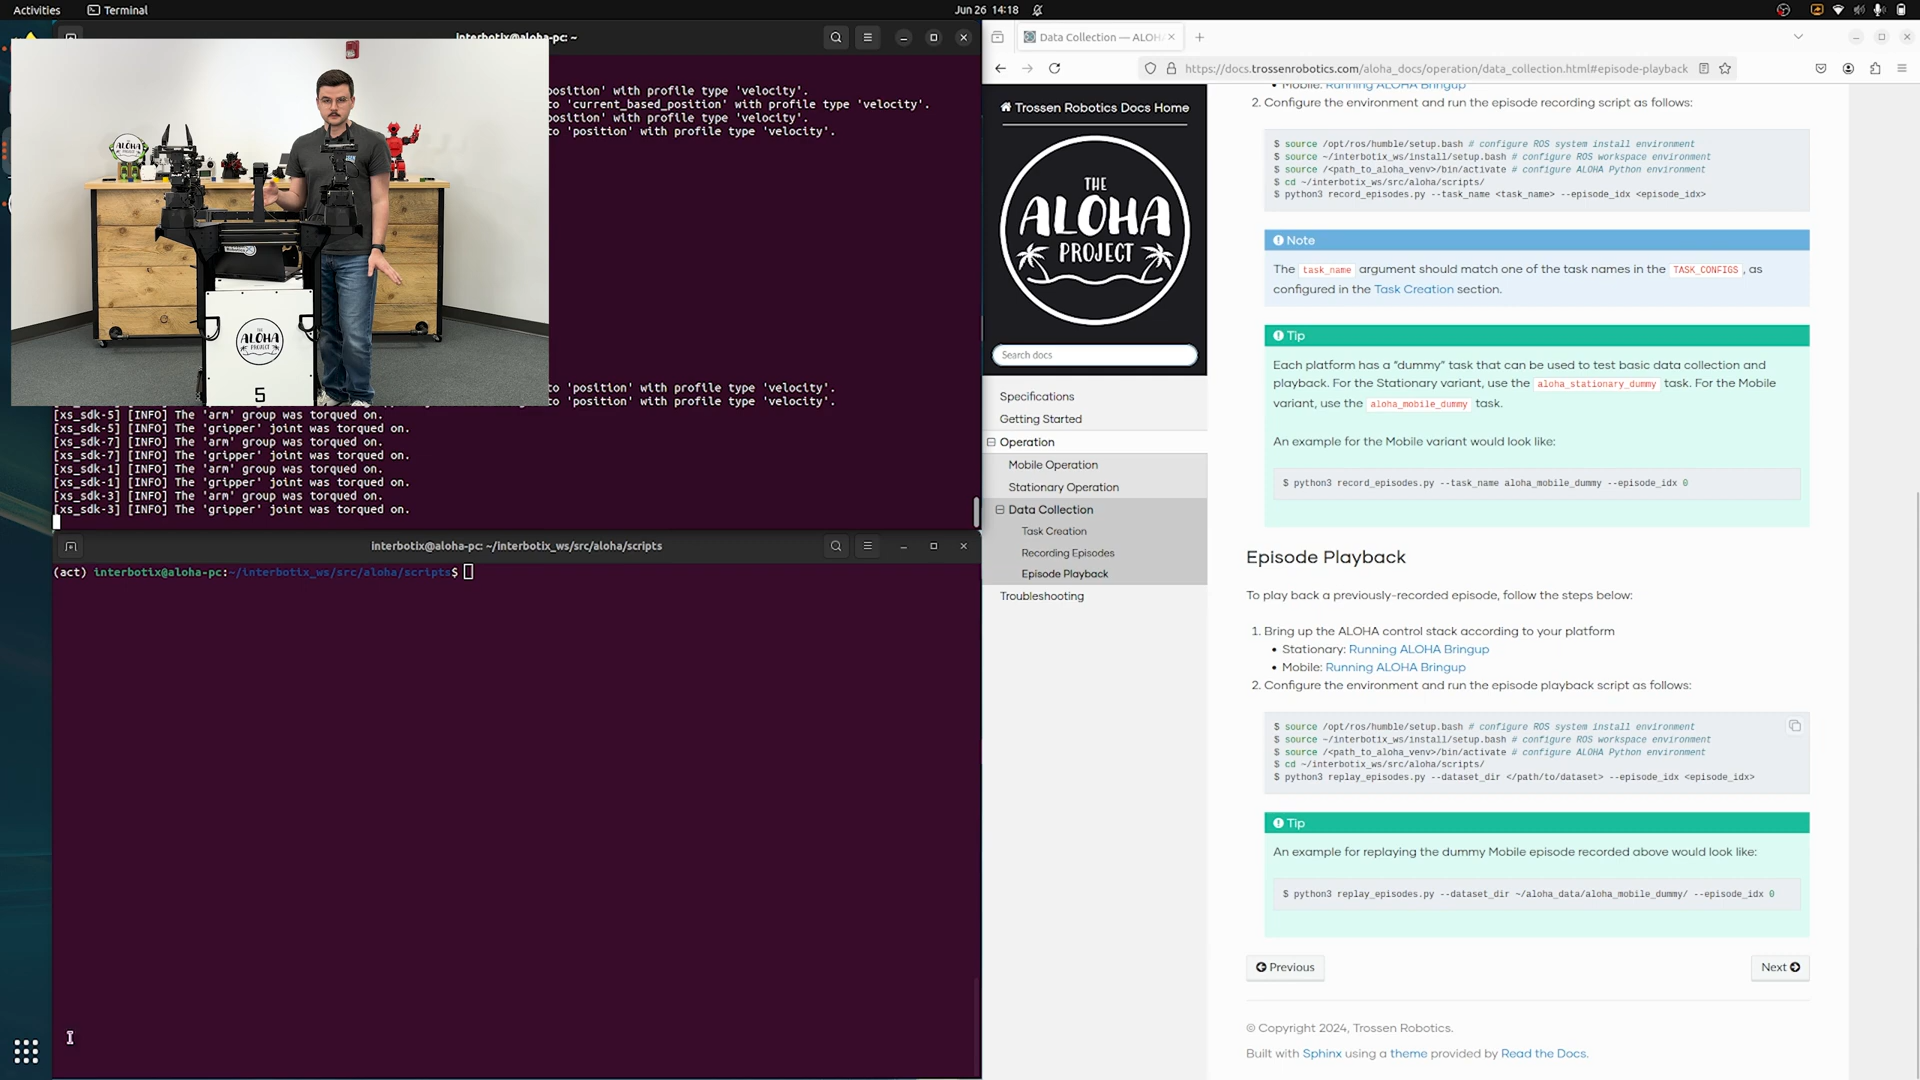 Activities
Terminal
Jun 26 14:18
interbotix@aloha-pc: ~
position' with profile type 'velocity'.
to 'current_based_position' with profile type 'velocity'.
position' with profile type 'velocity'.
to 'position' with profile type 'velocity'.
to 'position' with profile type 'velocity'.
to 'position' with profile type 'velocity'.
[xs_sdk-5] [INFO] The 'arm' group was torqued on.
[xs_sdk-5] [INFO] The 'gripper' joint was torqued on.
[xs_sdk-7] [INFO] The 'arm' group was torqued on.
[xs_sdk-7] [INFO] The 'gripper' joint was torqued on.
[xs_sdk-1] [INFO] The 'arm' group was torqued on.
[xs_sdk-1] [INFO] The 'gripper' joint was torqued on.
[xs_sdk-3] [INFO] The 'arm' group was torqued on.
[xs_sdk-3] [INFO] The 'gripper' joint was torqued on.
ALOHA
PROJECT
THE
ALOHA
PROJECT
5
interbotix@aloha-pc: ~/interbotix_ws/src/aloha/scripts
(act) interbotix@aloha-pc:~/interbotix_ws/src/aloha/scripts$
Data Collection — ALOH
https://docs.trossenrobotics.com/aloha_docs/operation/data_collection.html#episode-playback
Trossen Robotics Docs Home
THE
ALOHA
PROJECT
Search docs
Specifications
Getting Started
Operation
Mobile Operation
Stationary Operation
Data Collection
Task Creation
Recording Episodes
Episode Playback
Troubleshooting
Mobile: Running ALOHA Bringup
2. Configure the environment and run the episode recording script as follows:
$ source /opt/ros/humble/setup.bash # configure ROS system install environment
$ source ~/interbotix_ws/install/setup.bash # configure ROS workspace environment
$ source /<path_to_aloha_venv>/bin/activate # configure ALOHA Python environment
$ cd ~/interbotix_ws/src/aloha/scripts/
$ python3 record_episodes.py --task_name <task_name> --episode_idx <episode_idx>
Note
The task_name argument should match one of the task names in the TASK_CONFIGS, as
configured in the Task Creation section.
Tip
Each platform has a “dummy” task that can be used to test basic data collection and
playback. For the Stationary variant, use the aloha_stationary_dummy task. For the Mobile
variant, use the aloha_mobile_dummy task.
An example for the Mobile variant would look like:
$ python3 record_episodes.py --task_name aloha_mobile_dummy --episode_idx 0
Episode Playback
To play back a previously-recorded episode, follow the steps below:
1. Bring up the ALOHA control stack according to your platform
• Stationary: Running ALOHA Bringup
• Mobile: Running ALOHA Bringup
2. Configure the environment and run the episode playback script as follows:
$ source /opt/ros/humble/setup.bash # configure ROS system install environment
$ source ~/interbotix_ws/install/setup.bash # configure ROS workspace environment
$ source /<path_to_aloha_venv>/bin/activate # configure ALOHA Python environment
$ cd ~/interbotix_ws/src/aloha/scripts/
$ python3 replay_episodes.py --dataset_dir </path/to/dataset> --episode_idx <episode_idx>
Tip
An example for replaying the dummy Mobile episode recorded above would look like:
$ python3 replay_episodes.py --dataset_dir ~/aloha_data/aloha_mobile_dummy/ --episode_idx 0
Previous
Next
© Copyright 2024, Trossen Robotics.
Built with Sphinx using a theme provided by Read the Docs.